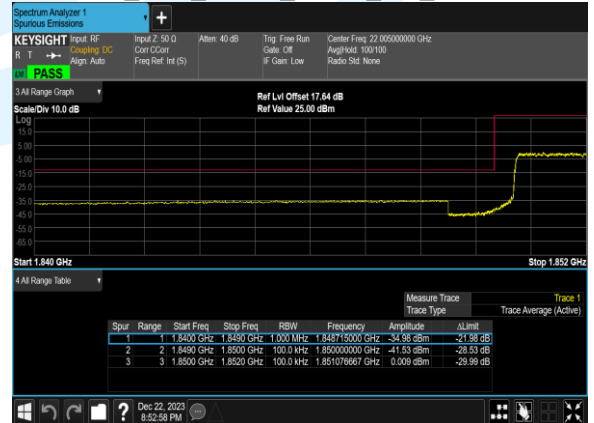 Spectrum Analyzer 1
Spurious Emissions
+
KEYSIGHT Input: RF Input Z: 50 Ω Atten: 40 dB Trig: Free Run Center Freq: 22.005000000 GHz
R T Coupling: DC Corr CCorr Gate: Off Avg|Hold: 100/100
Align: Auto Freq Ref: Int (S) IF Gain: Low Radio Std: None
PASS
3 All Range Graph Ref Lvl Offset 17.64 dB
Scale/Div 10.0 dB Ref Value 25.00 dBm
Log
15.0
5.00
-5.00
-15.0
-25.0
-35.0
-45.0
-55.0
-65.0
Start 1.840 GHz Stop 1.852 GHz
4 All Range Table
Measure Trace Trace 1
Trace Type Trace Average (Active)
Spur Range Start Freq Stop Freq RBW Frequency Amplitude ΔLimit
1 1 1.8400 GHz 1.8490 GHz 1.000 MHz 1.848715000 GHz -34.98 dBm -21.98 dB
2 2 1.8490 GHz 1.8500 GHz 100.0 kHz 1.850000000 GHz -41.53 dBm -28.53 dB
3 3 1.8500 GHz 1.8520 GHz 100.0 kHz 1.851076667 GHz 0.009 dBm -29.99 dB
? Dec 22, 2023
8:52:58 PM